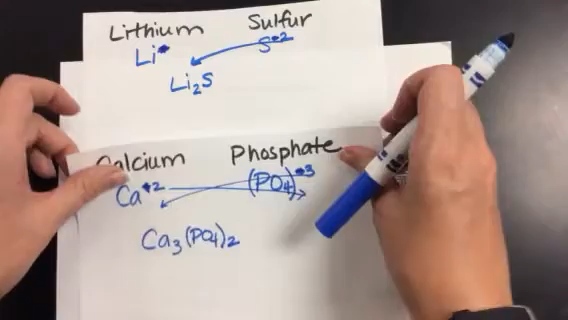 Lithium Sulfur
Li S 2
Li₂S
Calcium Phosphate
Ca 2 (PO₄) 3
Ca₃(PO₄)₂